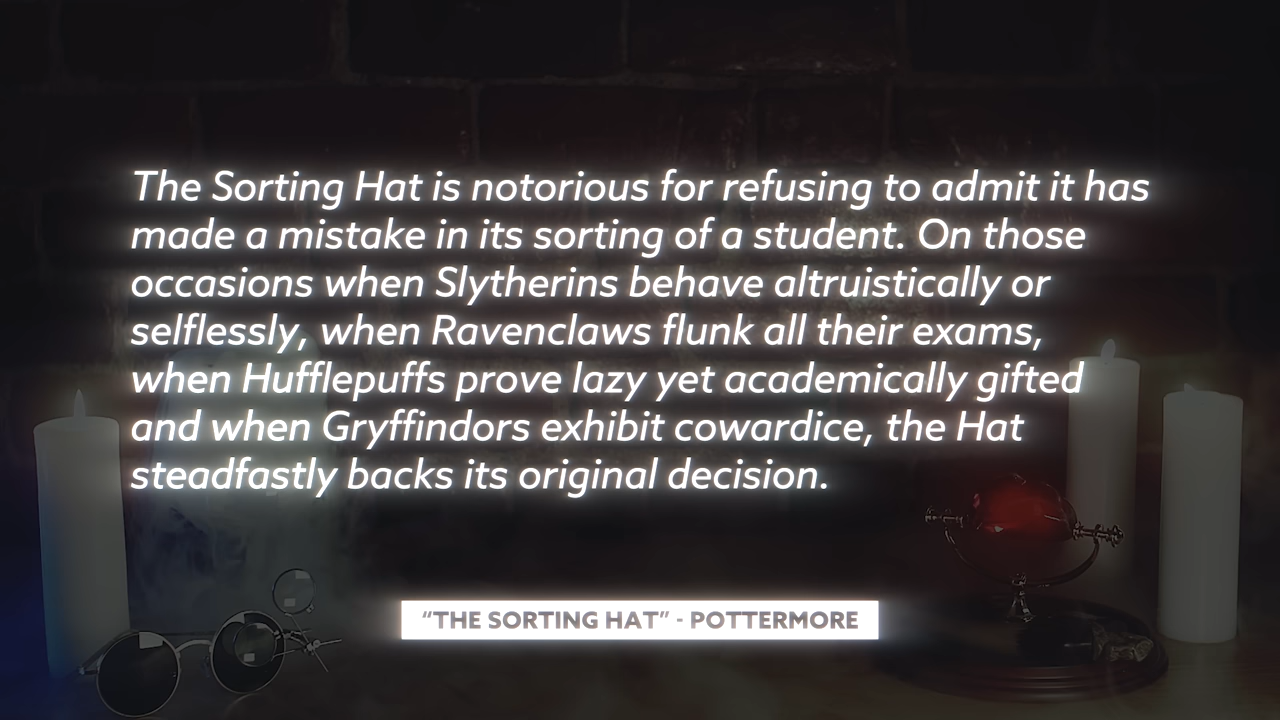 The Sorting Hat is notorious for refusing to admit it has
made a mistake in its sorting of a student. On those
occasions when Slytherins behave altruistically or
selflessly, when Ravenclaws flunk all their exams,
when Hufflepuffs prove lazy yet academically gifted
and when Gryffindors exhibit cowardice, the Hat
steadfastly backs its original decision.
“THE SORTING HAT” - POTTERMORE